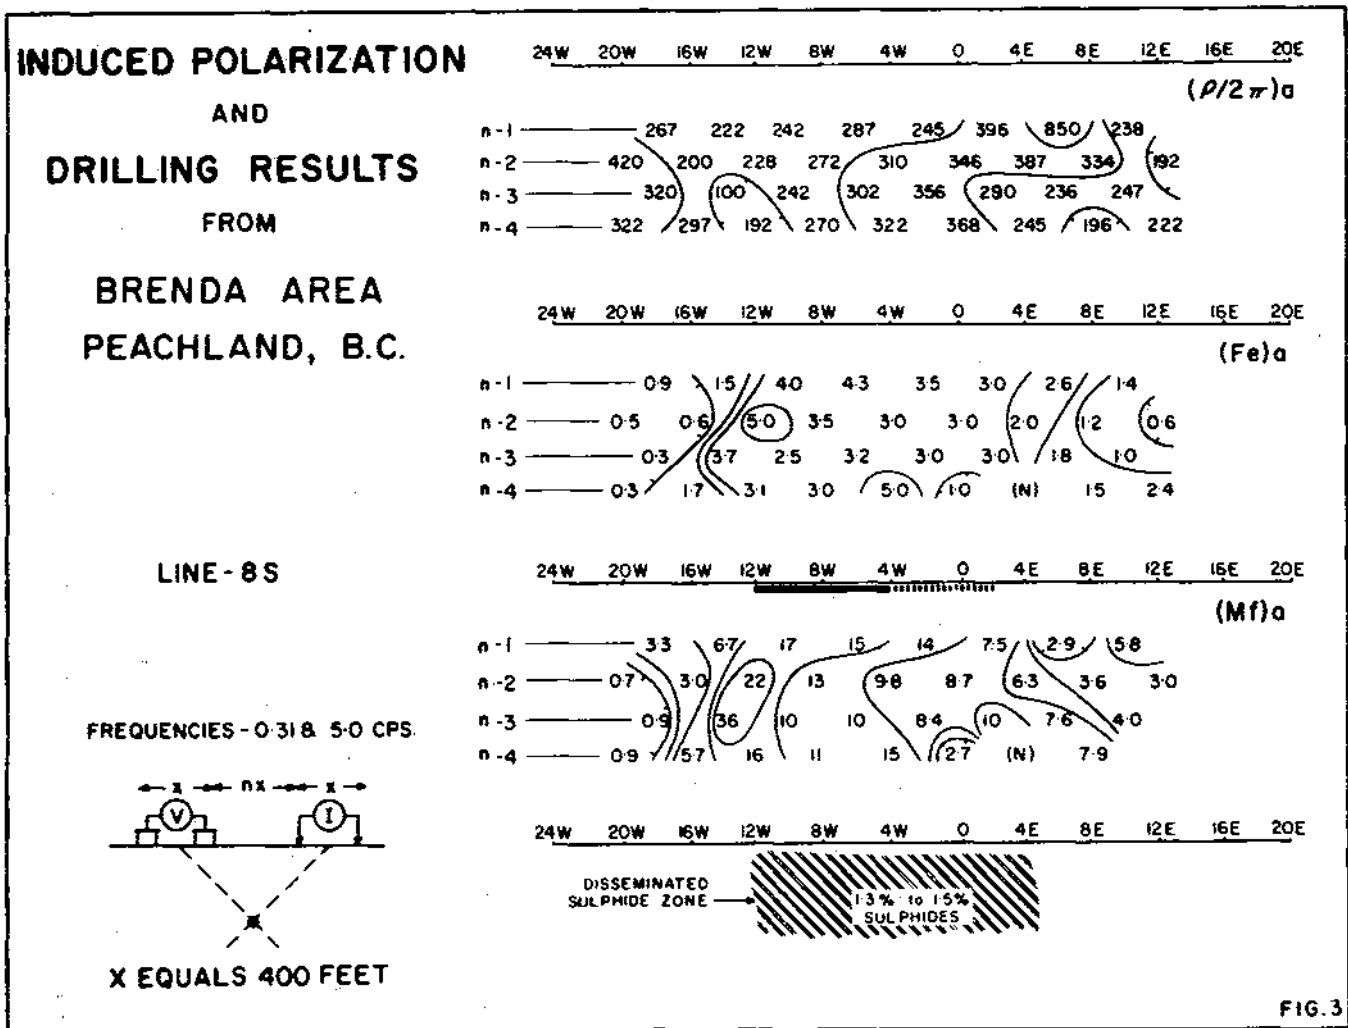 INDUCED POLARIZATION
AND
DRILLING RESULTS
FROM
BRENDA AREA
PEACHLAND, B.C.
LINE-8S
FREQUENCIES-0.31 & 5.0 CPS.
x nx x
V I
X EQUALS 400 FEET
24W 20W 16W 12W 8W 4W 0 4E 8E 12E 16E 20E
(ρ/2π)a
n-1 267 222 242 287 245 396 850 238
n-2 420 200 228 272 310 346 387 334 192
n-3 320 100 242 302 356 290 236 247
n-4 322 297 192 270 322 368 245 196 222
24W 20W 16W 12W 8W 4W 0 4E 8E 12E 16E 20E
(Fe)a
n-1 0.9 1.5 4.0 4.3 3.5 3.0 2.6 1.4
n-2 0.5 0.6 5.0 3.5 3.0 3.0 2.0 1.2 0.6
n-3 0.3 3.7 2.5 3.2 3.0 3.0 1.8 1.0
n-4 0.3 1.7 3.1 3.0 5.0 1.0 (N) 1.5 2.4
24W 20W 16W 12W 8W 4W 0 4E 8E 12E 16E 20E
(Mf)a
n-1 3.3 6.7 17 15 14 7.5 2.9 5.8
n-2 0.7 3.0 22 13 9.8 8.7 6.3 3.6 3.0
n-3 0.9 36 10 10 8.4 10 7.6 4.0
n-4 0.9 5.7 16 11 15 2.7 (N) 7.9
24W 20W 16W 12W 8W 4W 0 4E 8E 12E 16E 20E
DISSEMINATED
SULPHIDE ZONE
1.3% to 1.5%
SULPHIDES
FIG.3